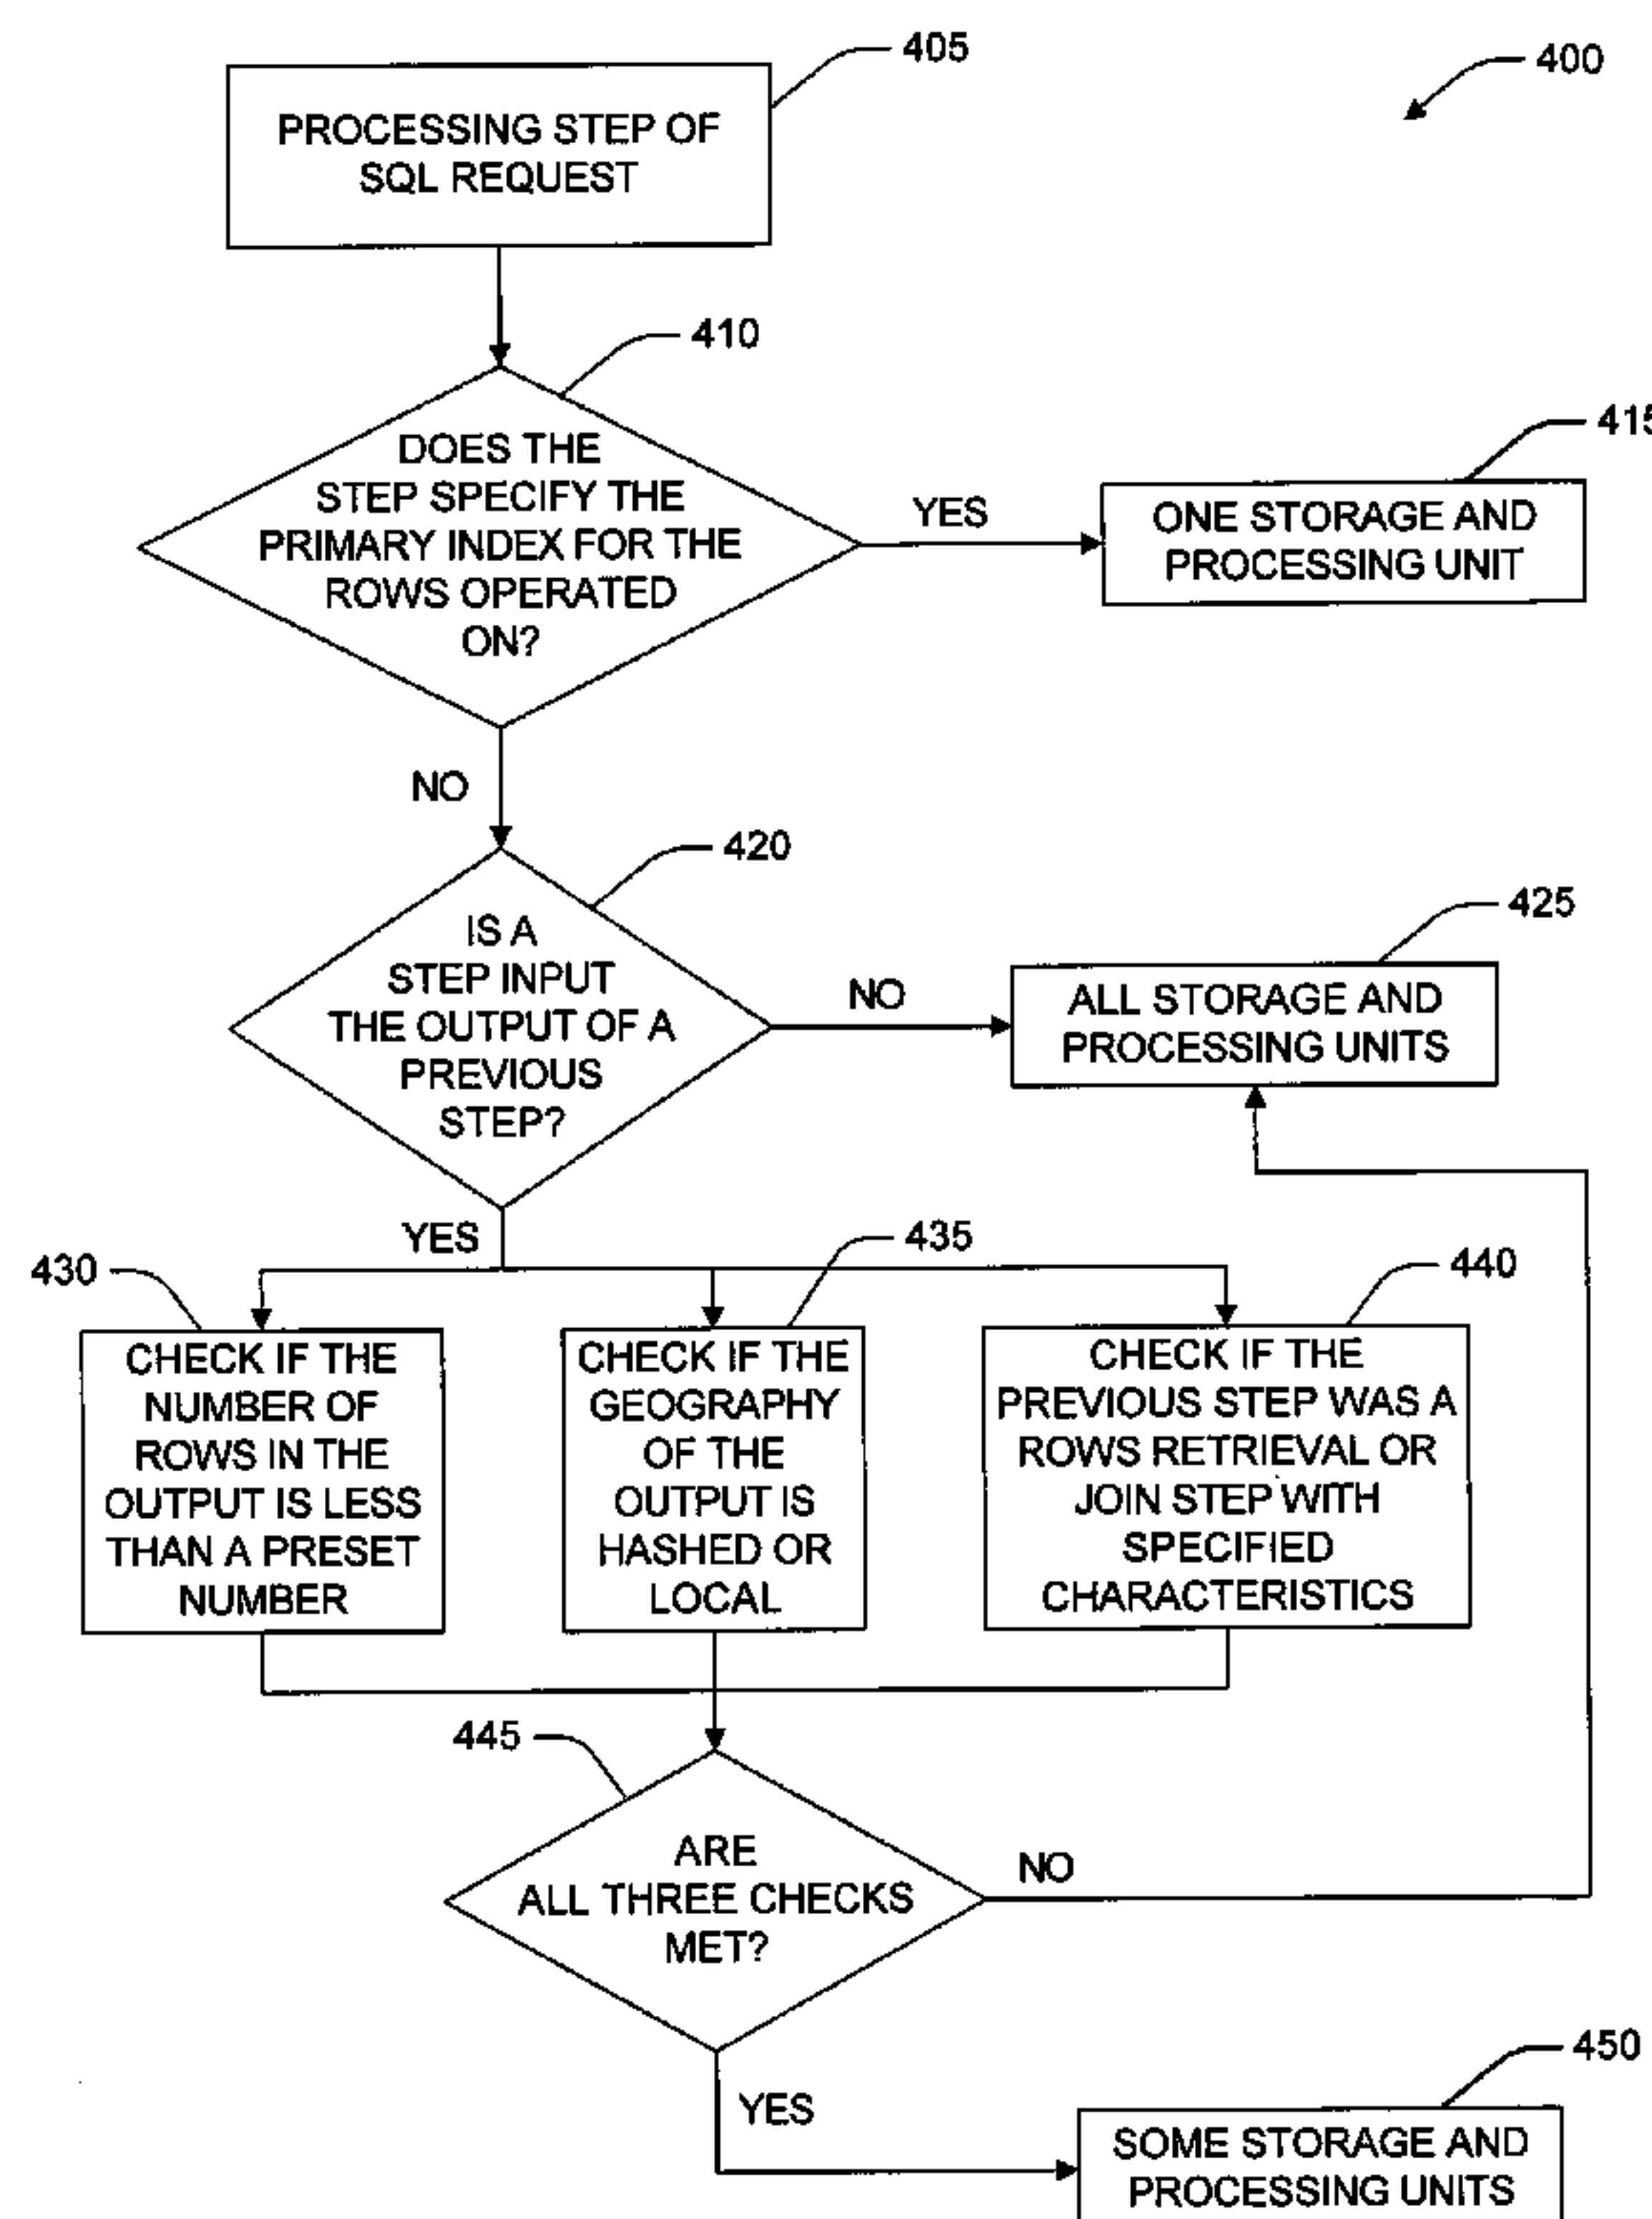 405
400
PROCESSING STEP OF
SQL REQUEST
410
DOES THE
STEP SPECIFY THE
PRIMARY INDEX FOR THE
ROWS OPERATED
ON?
YES
415
ONE STORAGE AND
PROCESSING UNIT
NO
420
IS A
STEP INPUT
THE OUTPUT OF A
PREVIOUS
STEP?
NO
425
ALL STORAGE AND
PROCESSING UNITS
YES
430
435
440
CHECK IF THE
NUMBER OF
ROWS IN THE
OUTPUT IS LESS
THAN A PRESET
NUMBER
CHECK IF THE
GEOGRAPHY
OF THE
OUTPUT IS
HASHED OR
LOCAL
CHECK IF THE
PREVIOUS STEP WAS A
ROWS RETRIEVAL OR
JOIN STEP WITH
SPECIFIED
CHARACTERISTICS
445
ARE
ALL THREE CHECKS
MET?
NO
YES
450
SOME STORAGE AND
PROCESSING UNITS